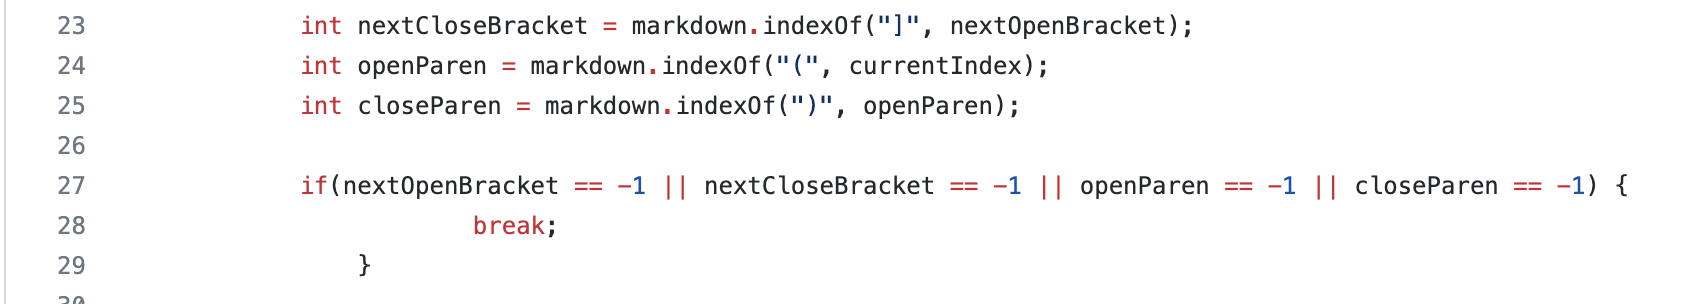 23 int nextCloseBracket = markdown.indexOf("]", nextOpenBracket);
24 int openParen = markdown.indexOf("(", currentIndex);
25 int closeParen = markdown.indexOf(")", openParen);
26
27 if(nextOpenBracket == -1 || nextCloseBracket == -1 || openParen == -1 || closeParen == -1) {
28 break;
29 }
30